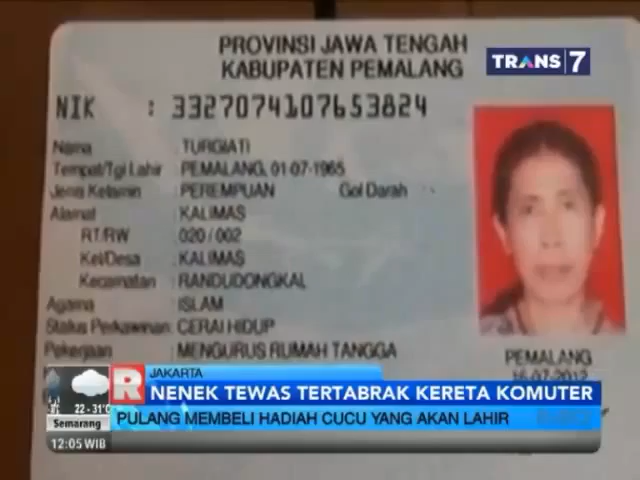 PROVINSI JAWA TENGAH
KABUPATEN PEMALANG
TRANS 7
NIK : 3327074107653824
Nama : TURGIATI
Tempat/Tgl Lahir : PEMALANG, 01-07-1965
Jenis Kelamin : PEREMPUAN Gol Darah
Alamat : KALIMAS
RT/RW : 020 / 002
Kel/Desa : KALIMAS
Kecamatan : RANDUDONGKAL
Agama : ISLAM
Status Perkawinan: CERAI HIDUP
Pekerjaan : MENGURUS RUMAH TANGGA
PEMALANG
16-07-2012
JAKARTA
R NENEK TEWAS TERTABRAK KERETA KOMUTER
PULANG MEMBELI HADIAH CUCU YANG AKAN LAHIR
22 - 31°C
Semarang
12:05 WIB